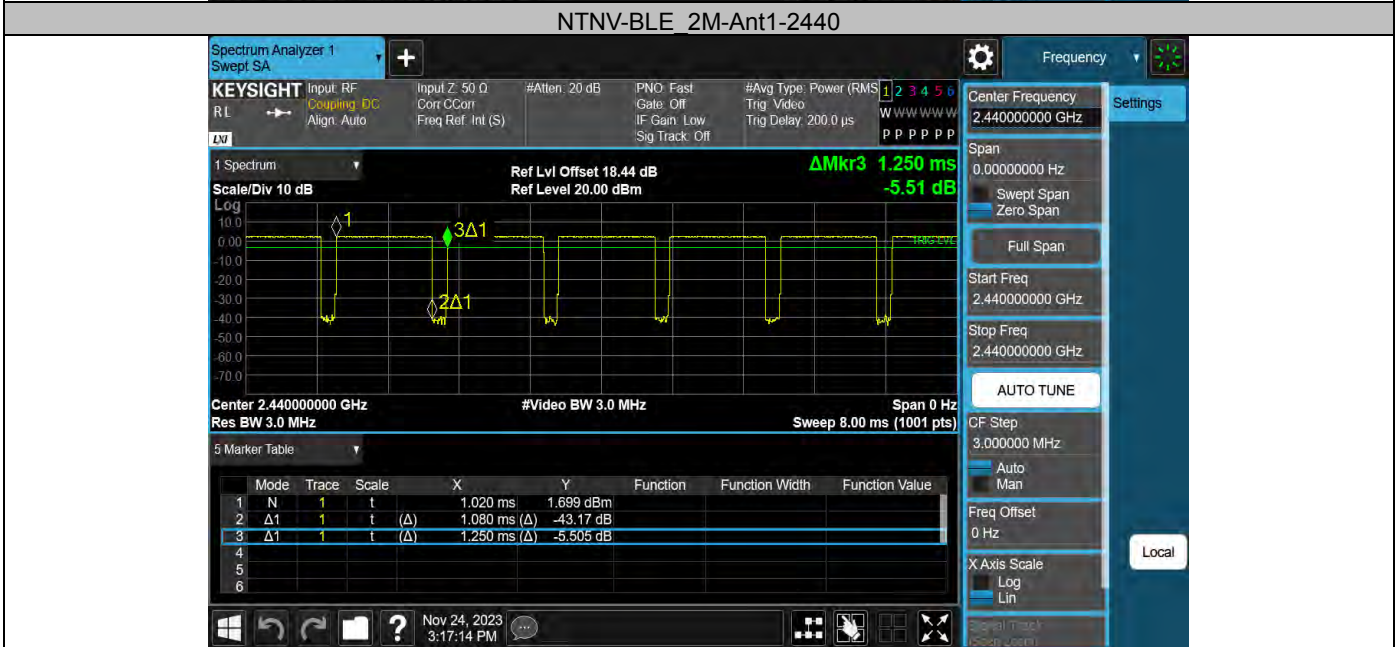 NTNV-BLE_2M-Ant1-2440
Spectrum Analyzer 1
Swept SA
+
Frequency
KEYSIGHT
RL
LXI
Input: RF
Coupling: DC
Align: Auto
Input Z: 50 Ω
Corr CCorr
Freq Ref: Int (S)
#Atten: 20 dB
PNO: Fast
Gate: Off
IF Gain: Low
Sig Track: Off
#Avg Type: Power (RMS
Trig: Video
Trig Delay: 200.0 µs
1 2 3 4 5 6
W W W W W W
P P P P P P
Center Frequency
2.440000000 GHz
Settings
Span
0.00000000 Hz
Swept Span
Zero Span
Full Span
Start Freq
2.440000000 GHz
Stop Freq
2.440000000 GHz
AUTO TUNE
CF Step
3.000000 MHz
Auto
Man
Freq Offset
0 Hz
X Axis Scale
Log
Lin
Signal Track
(Span Zoom)
Local
1 Spectrum
Scale/Div 10 dB
Ref Lvl Offset 18.44 dB
Ref Level 20.00 dBm
ΔMkr3 1.250 ms
-5.51 dB
Log
10.0
0.00
-10.0
-20.0
-30.0
-40.0
-50.0
-60.0
-70.0
1
3Δ1
2Δ1
TRIG LVL
Center 2.440000000 GHz
Res BW 3.0 MHz
#Video BW 3.0 MHz
Span 0 Hz
Sweep 8.00 ms (1001 pts)
5 Marker Table
Mode Trace Scale X Y Function Function Width Function Value
1 N 1 t 1.020 ms 1.699 dBm
2 Δ1 1 t (Δ) 1.080 ms (Δ) -43.17 dB
3 Δ1 1 t (Δ) 1.250 ms (Δ) -5.505 dB
4
5
6
?
Nov 24, 2023
3:17:14 PM